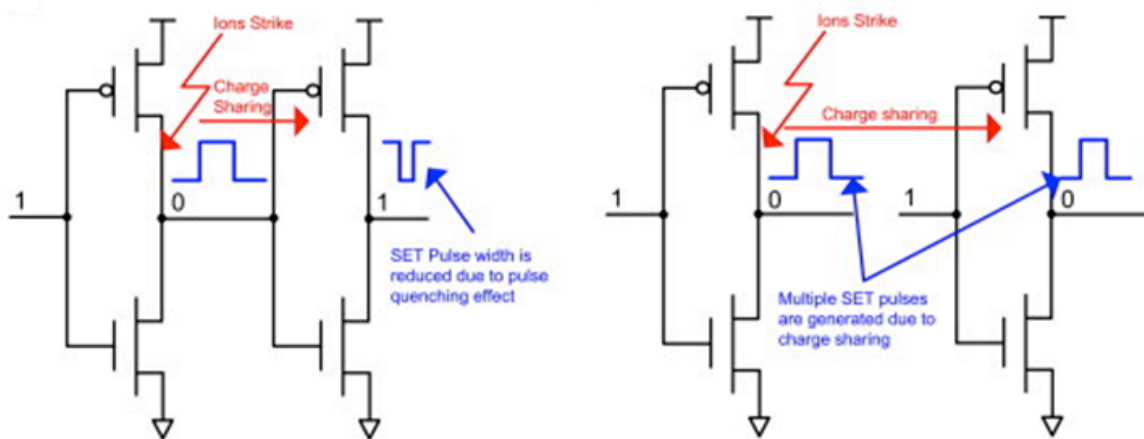 Ions Strike
Charge
Sharing
1
0
1
SET Pulse width is
reduced due to pulse
quenching effect
Ions Strike
Charge sharing
1
0
1
0
Multiple SET pulses
are generated due to
charge sharing